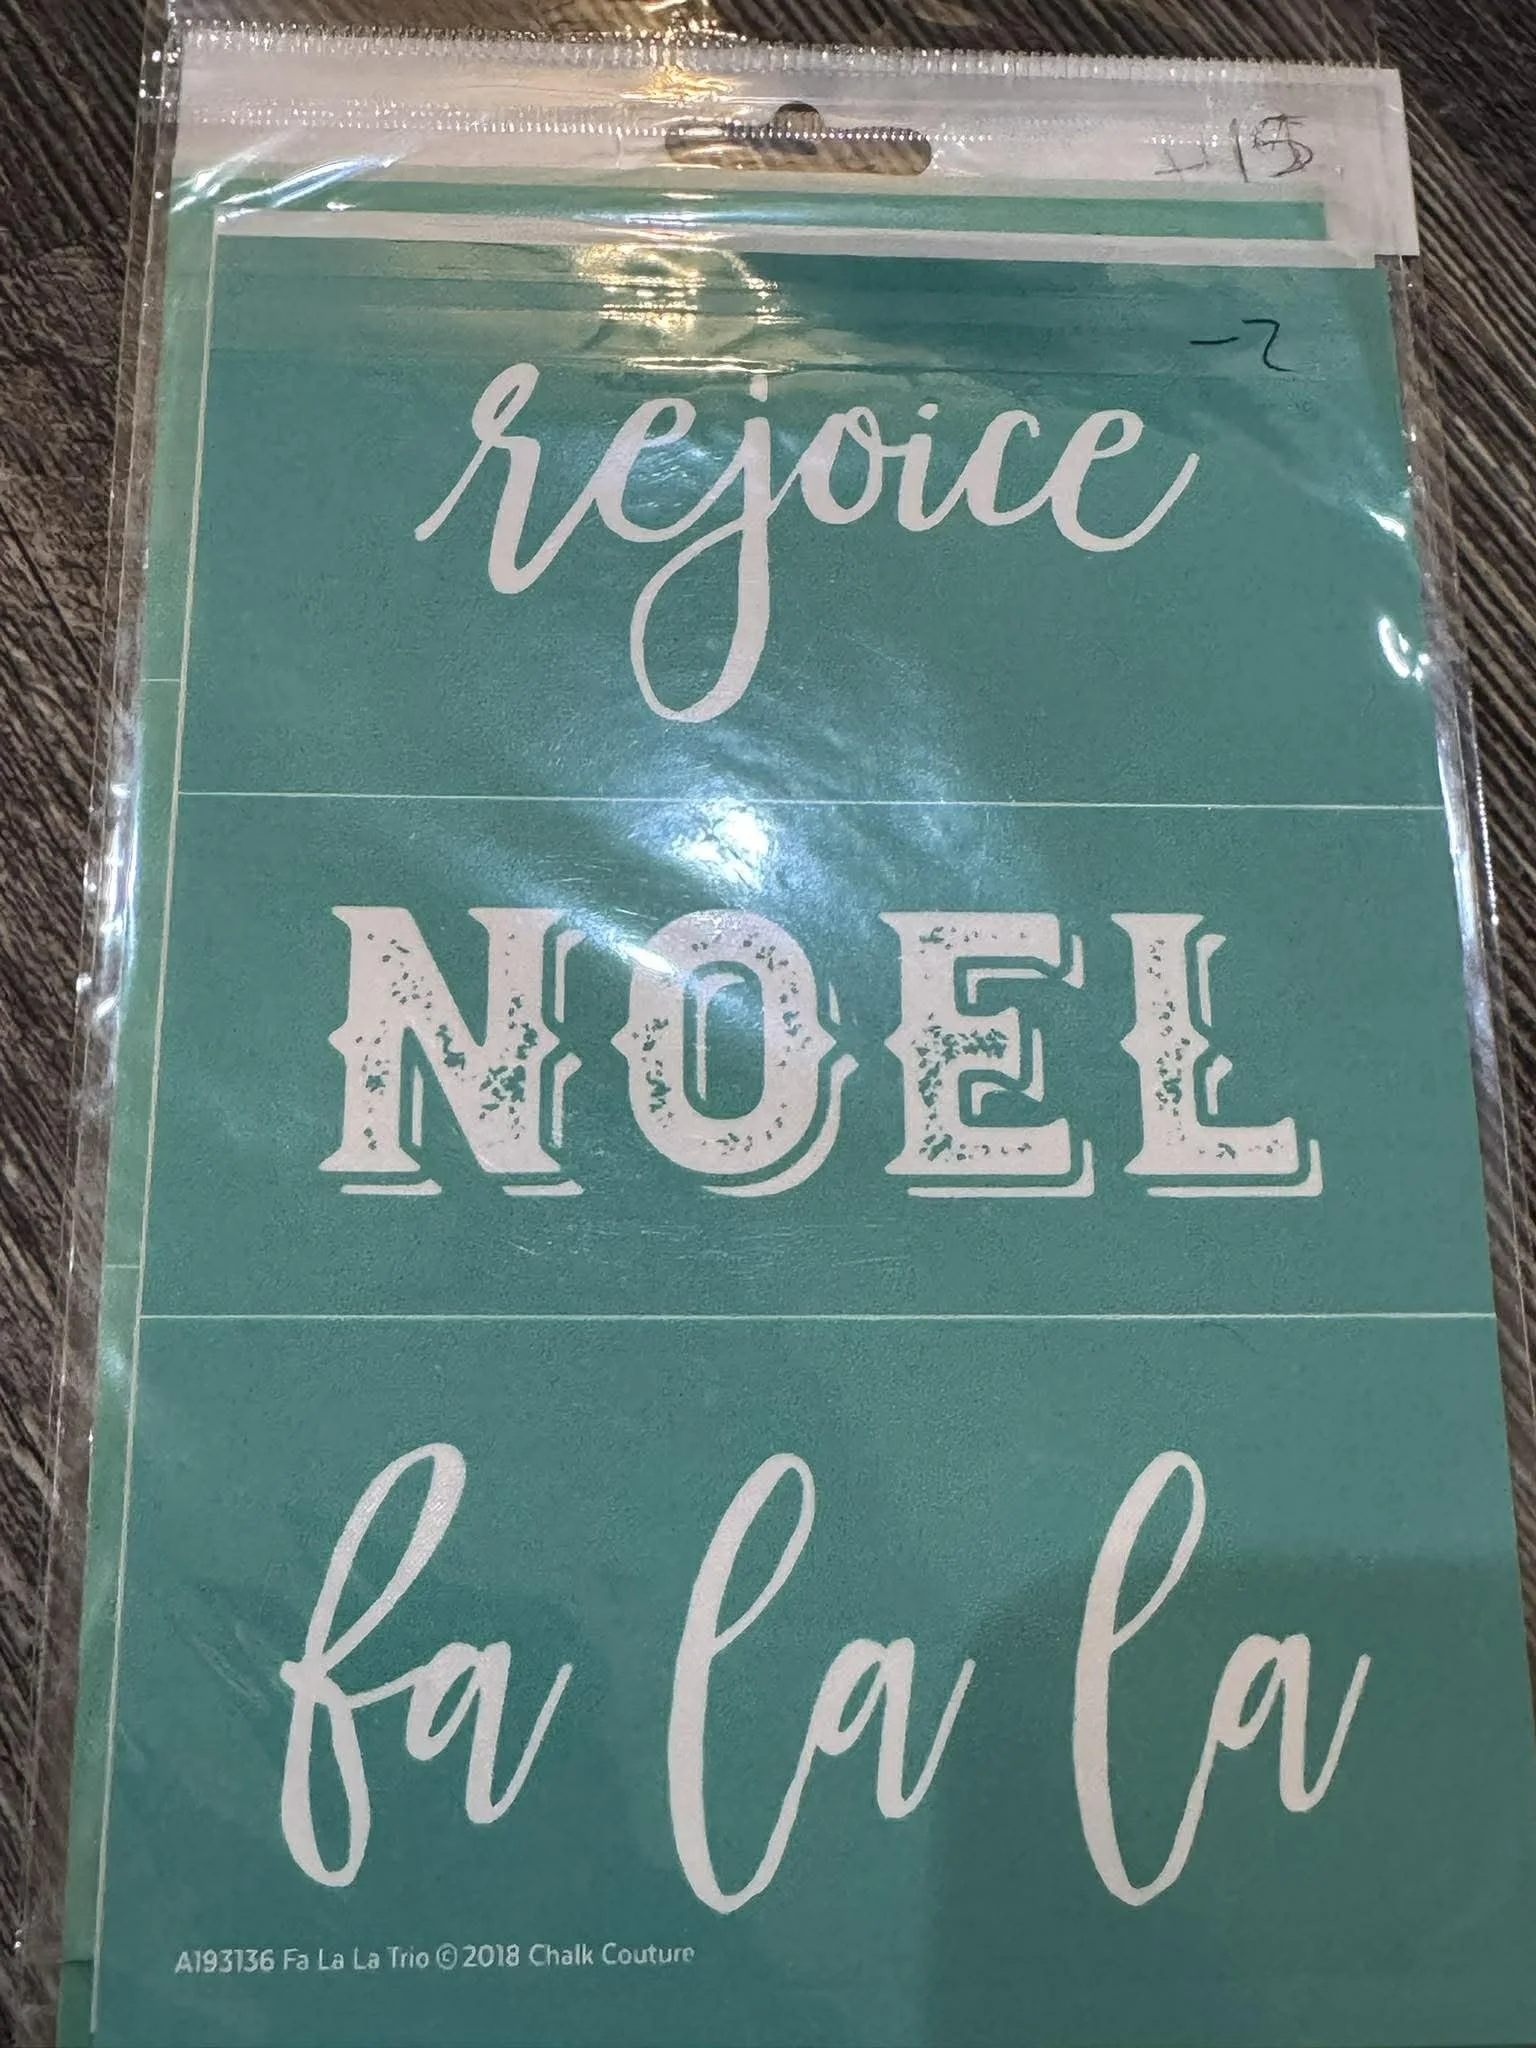 rejoice
NOEL
fa la la
A193136 Fa La La Trio © 2018 Chalk Couture